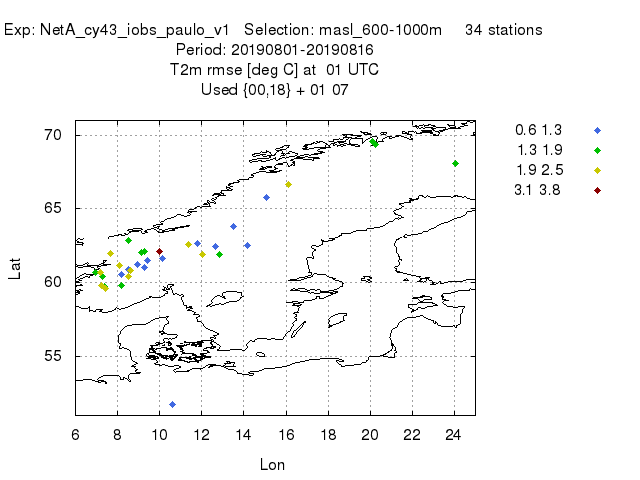 Exp: NetA_cy43_iobs_paulo_v1 Selection: masl_600-1000m 34 stations
Period: 20190801-20190816
T2m rmse [deg C] at 01 UTC
Used {00,18} + 01 07
0.6 1.3
1.3 1.9
1.9 2.5
3.1 3.8
70
65
60
55
Lat
6 8 10 12 14 16 18 20 22 24
Lon